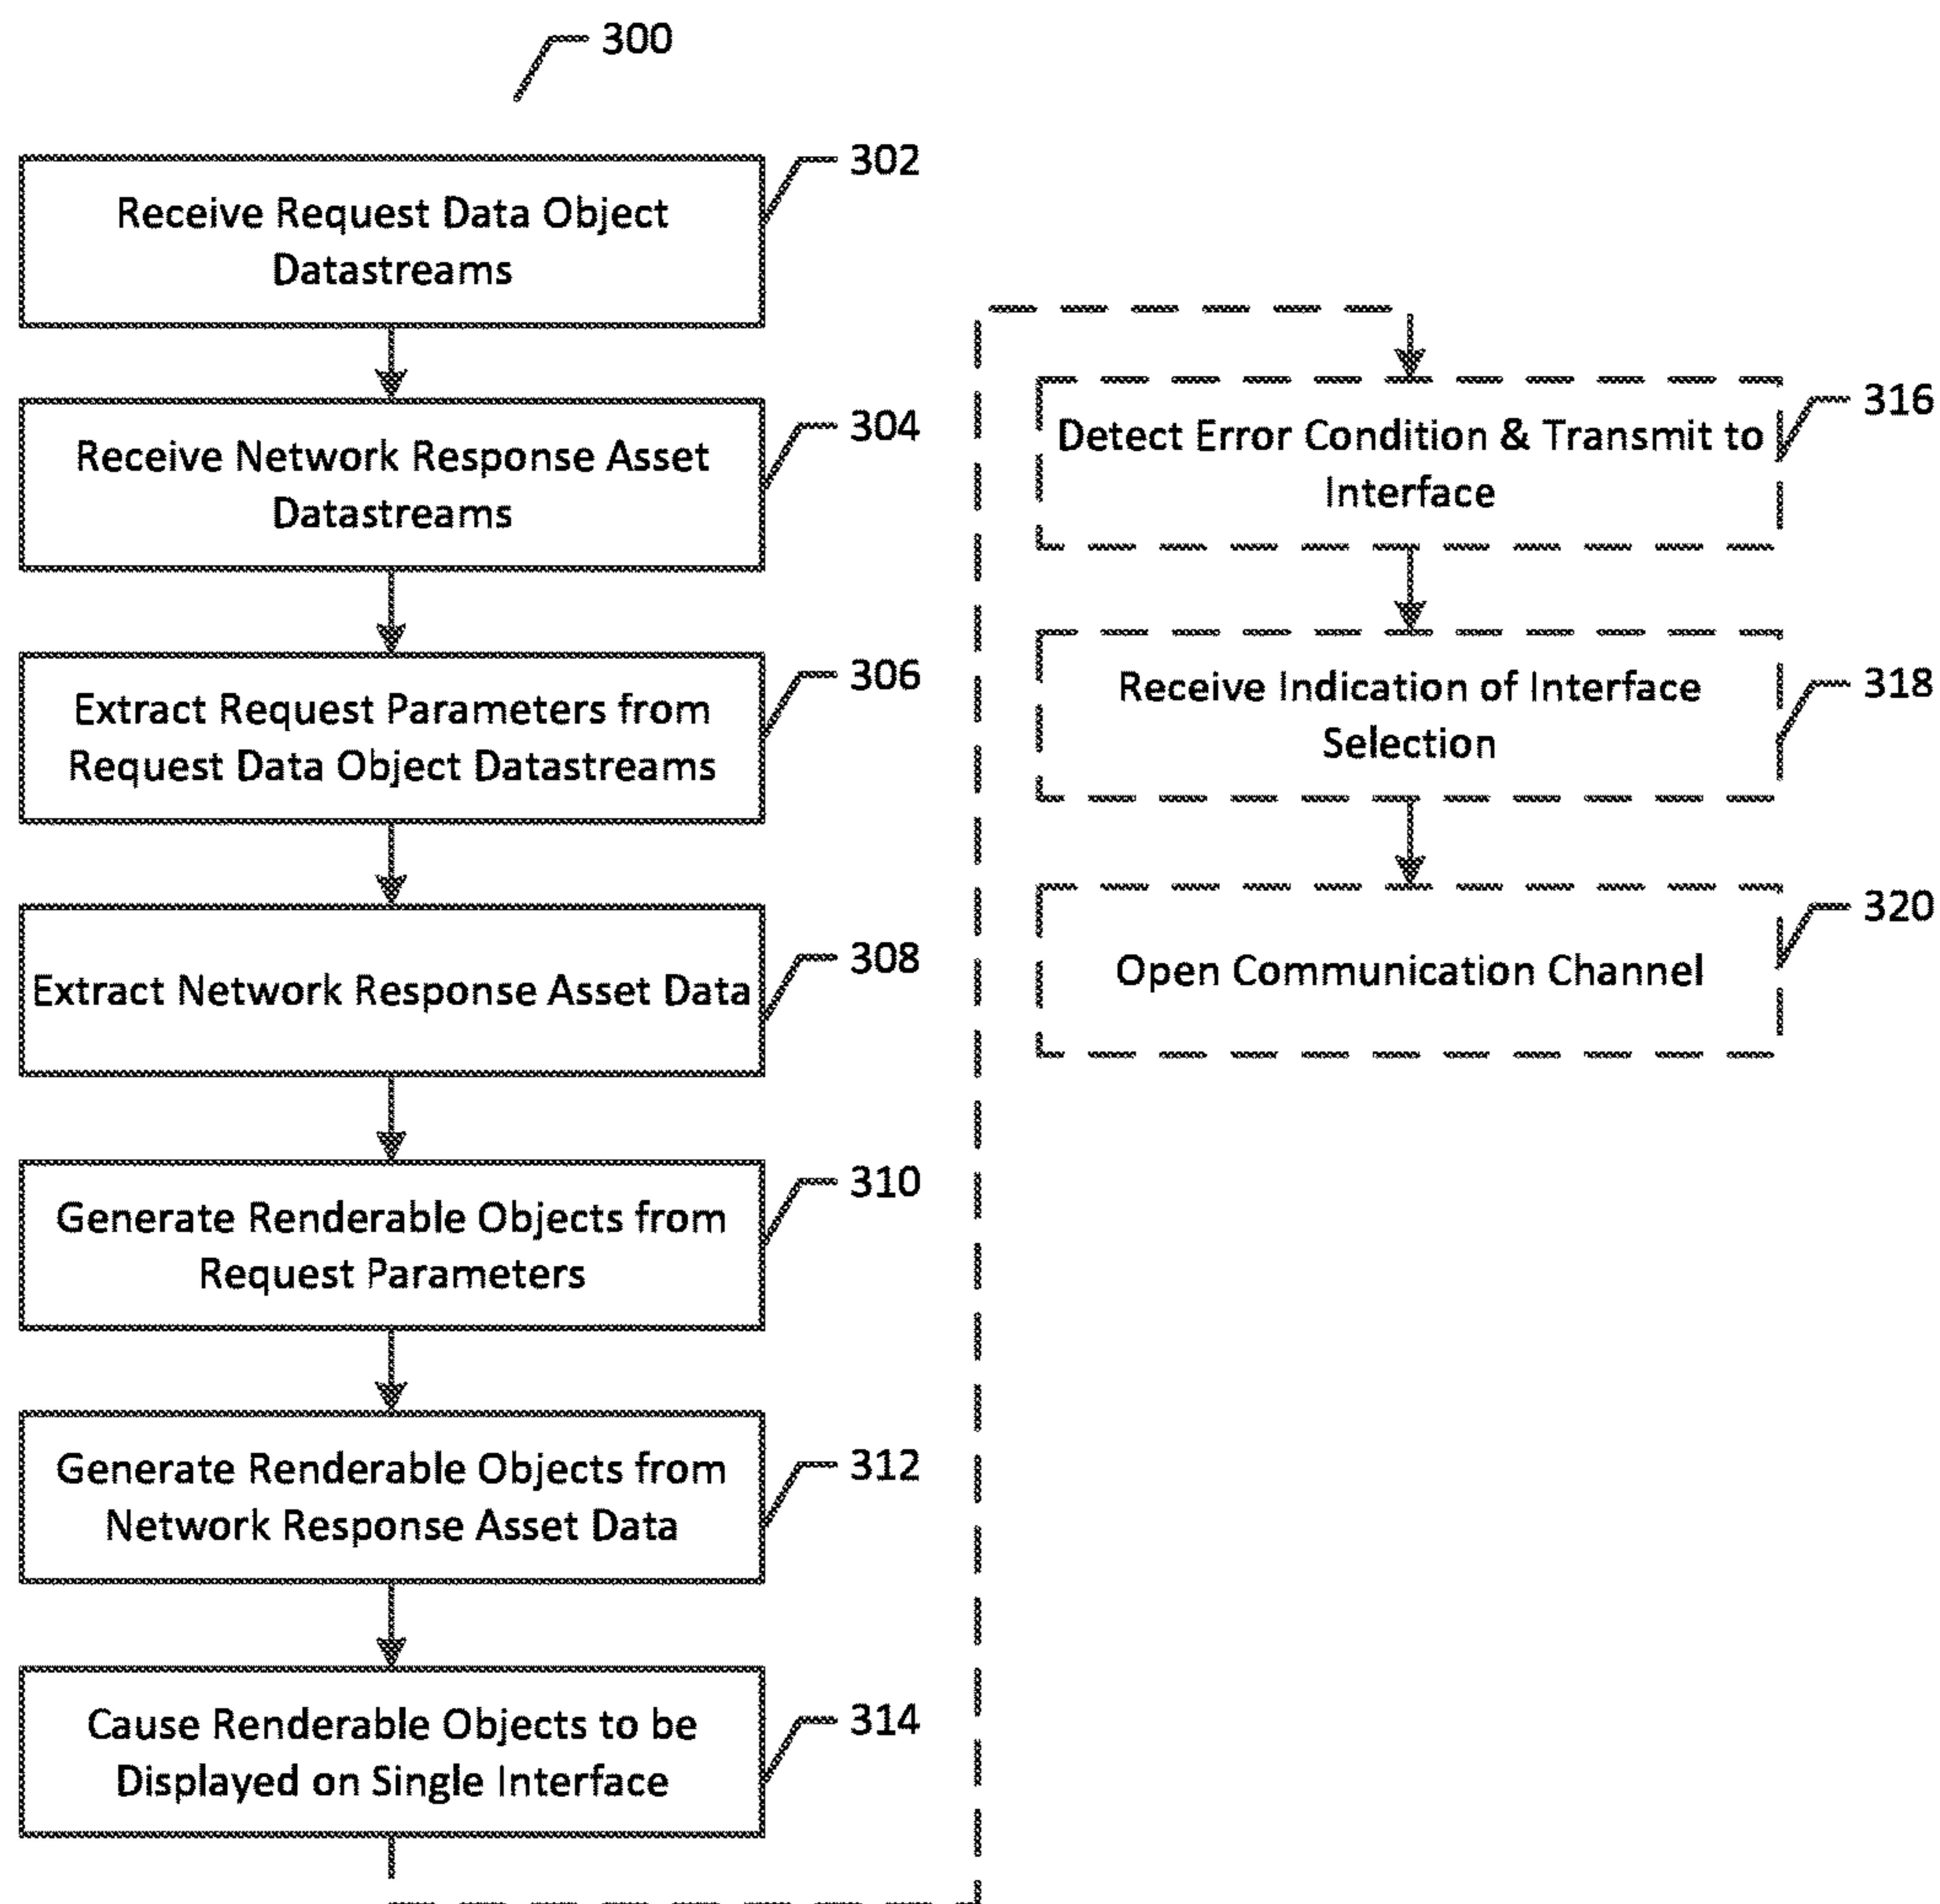 300
302
Receive Request Data Object
Datastreams
304
Receive Network Response Asset
Datastreams
306
Extract Request Parameters from
Request Data Object Datastreams
308
Extract Network Response Asset Data
310
Generate Renderable Objects from
Request Parameters
312
Generate Renderable Objects from
Network Response Asset Data
314
Cause Renderable Objects to be
Displayed on Single Interface
316
Detect Error Condition & Transmit to
Interface
318
Receive Indication of Interface
Selection
320
Open Communication Channel